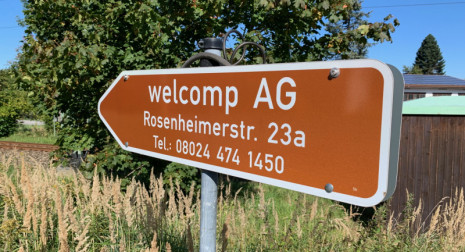 welcomp AG
Rosenheimerstr. 23a
Tel.: 08024 474 1450